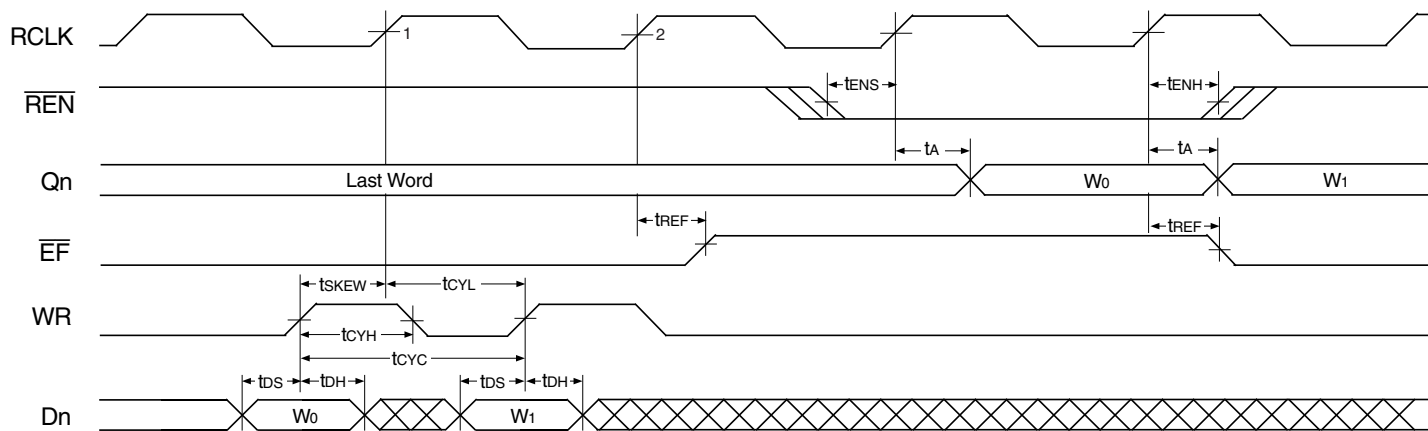 RCLK 1 2
REN tENS tENH
tA tA
Qn Last Word W0 W1
tREF tREF
EF
tSKEW tCYL
WR
tCYH
tCYC
tDS tDH tDS tDH
Dn W0 W1